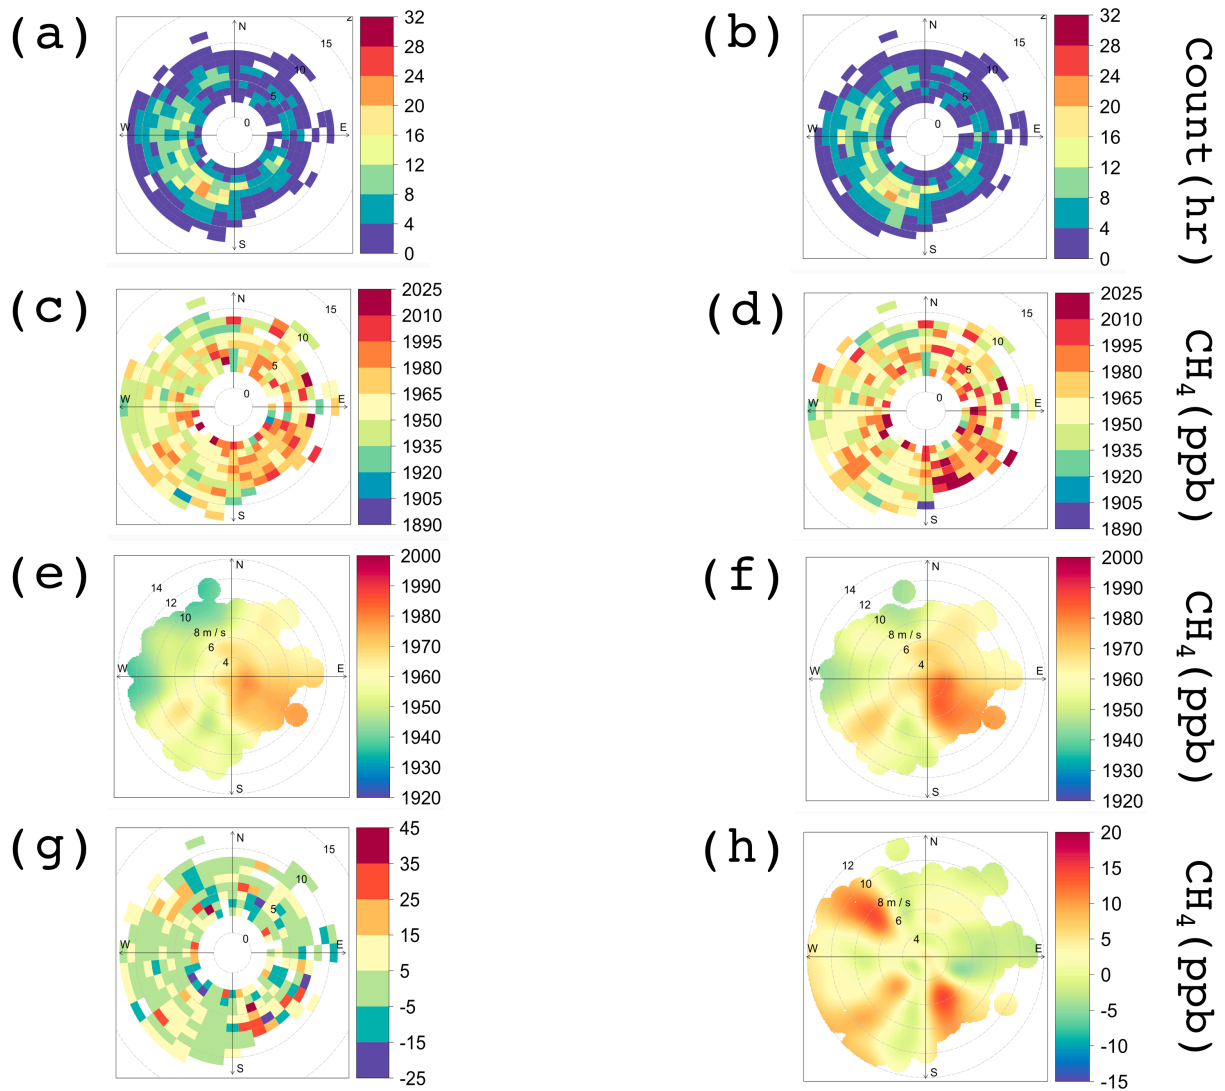 (a)
N
15
10
5
0
W
E
S
32
28
24
20
16
12
8
4
0
(b)
N
15
10
5
0
W
E
S
32
28
24
20
16
12
8
4
0
Count(hr)
(c)
N
15
10
5
0
W
E
S
2025
2010
1995
1980
1965
1950
1935
1920
1905
1890
(d)
N
15
10
5
0
W
E
S
2025
2010
1995
1980
1965
1950
1935
1920
1905
1890
CH4(ppb)
(e)
N
14
12
10
8 m / s
6
4
W
E
S
2000
1990
1980
1970
1960
1950
1940
1930
1920
(f)
N
14
12
10
8 m / s
6
4
W
E
S
2000
1990
1980
1970
1960
1950
1940
1930
1920
CH4(ppb)
(g)
N
15
10
5
0
W
E
S
45
35
25
15
5
-5
-15
-25
(h)
N
12
10
8 m / s
6
4
W
E
S
20
15
10
5
0
-5
-10
-15
CH4(ppb)